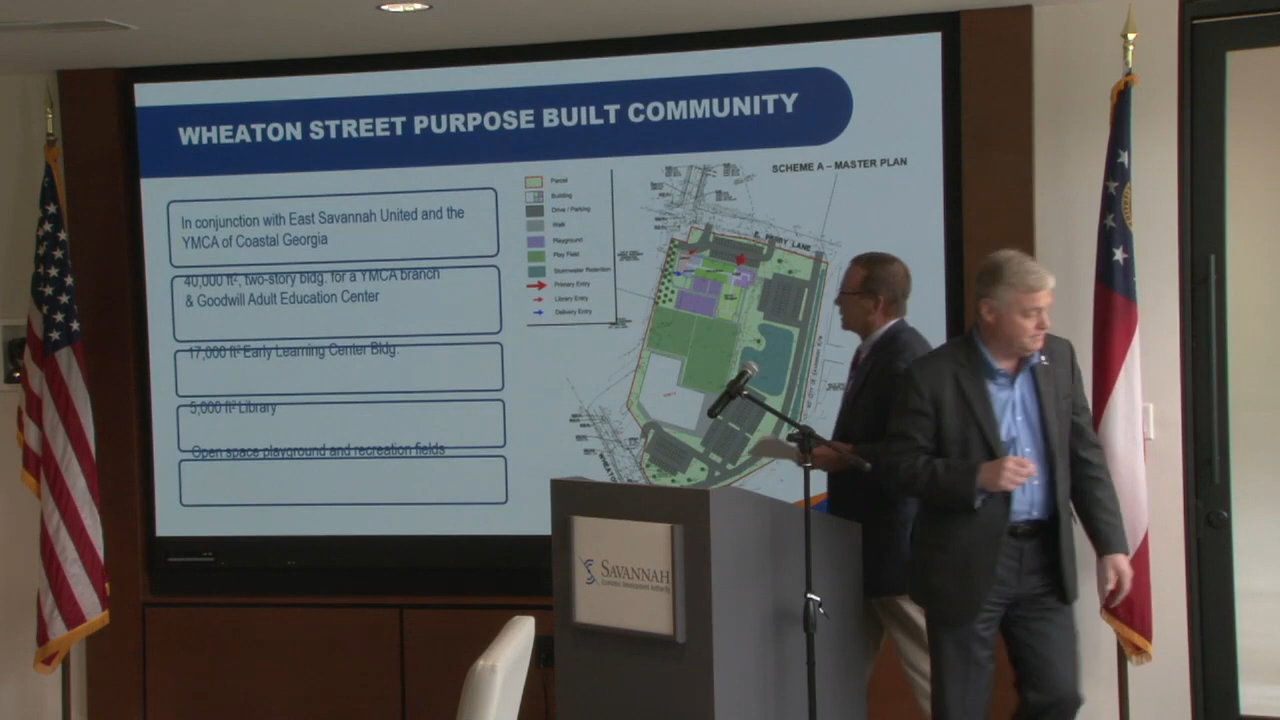 WHEATON STREET PURPOSE BUILT COMMUNITY
In conjunction with East Savannah United and the
YMCA of Coastal Georgia
40,000 ft², two-story bldg. for a YMCA branch
& Goodwill Adult Education Center
17,000 ft² Early Learning Center Bldg.
5,000 ft² Library
Open space playground and recreation fields
SCHEME A – MASTER PLAN
Parcel
Building
Drive / Parking
Walk
Playground
Play Field
Stormwater Retention
Primary Entry
Library Entry
Delivery Entry
E. PERRY LANE
SAVANNAH
Economic Development Authority